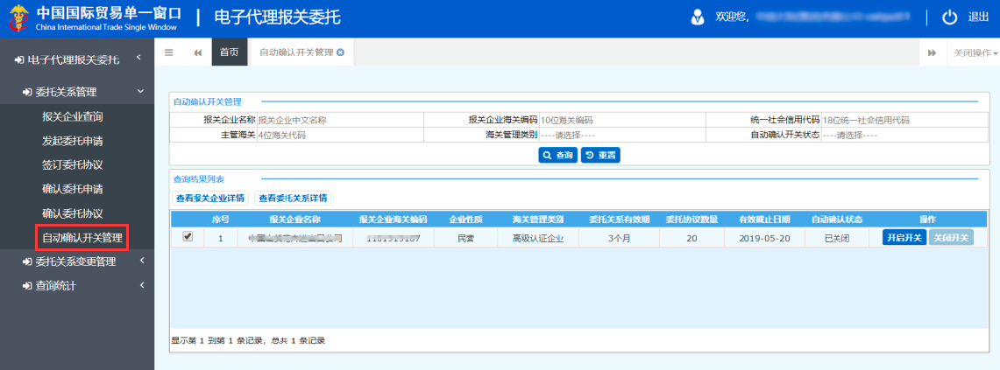 中国国际贸易单一窗口 | 电子代理报关委托 欢迎您, 退出
China International Trade Single Window
电子代理报关委托 首页 自动确认开关管理 关闭操作
委托关系管理
报关企业查询
发起委托申请
签订委托协议
确认委托申请
确认委托协议
自动确认开关管理
委托关系变更管理
查询统计
自动确认开关管理
报关企业名称 报关企业中文名称 报关企业海关编码 10位海关编码 统一社会信用代码 18位统一社会信用代码
主管海关 4位海关代码 海关管理类别 ----请选择---- 自动确认开关状态 ----请选择----
查询 重置
查询结果列表
查看报关企业详情 查看委托关系详情
序号 报关企业名称 报关企业海关编码 企业性质 海关管理类别 委托关系有效期 委托协议数量 有效截止日期 自动确认状态 操作
1 民营 高级认证企业 3个月 20 2019-05-20 已关闭 开启开关 关闭开关
显示第 1 到第 1 条记录，总共 1 条记录